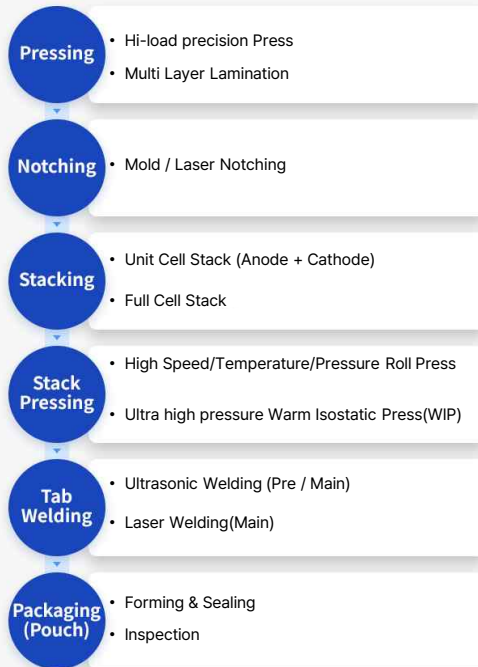 Pressing
• Hi-load precision Press
• Multi Layer Lamination
Notching
• Mold / Laser Notching
Stacking
• Unit Cell Stack (Anode + Cathode)
• Full Cell Stack
Stack
Pressing
• High Speed/Temperature/Pressure Roll Press
• Ultra high pressure Warm Isostatic Press(WIP)
Tab
Welding
• Ultrasonic Welding (Pre / Main)
• Laser Welding(Main)
Packaging
(Pouch)
• Forming & Sealing
• Inspection